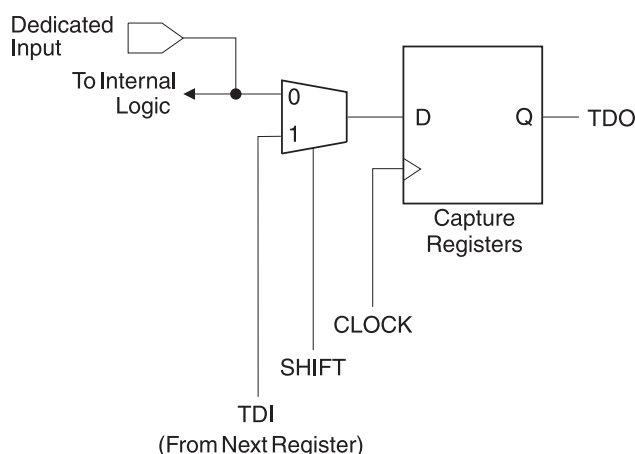 Dedicated
Input
To Internal
Logic
0
1
D
Q
TDO
Capture
Registers
CLOCK
SHIFT
TDI
(From Next Register)